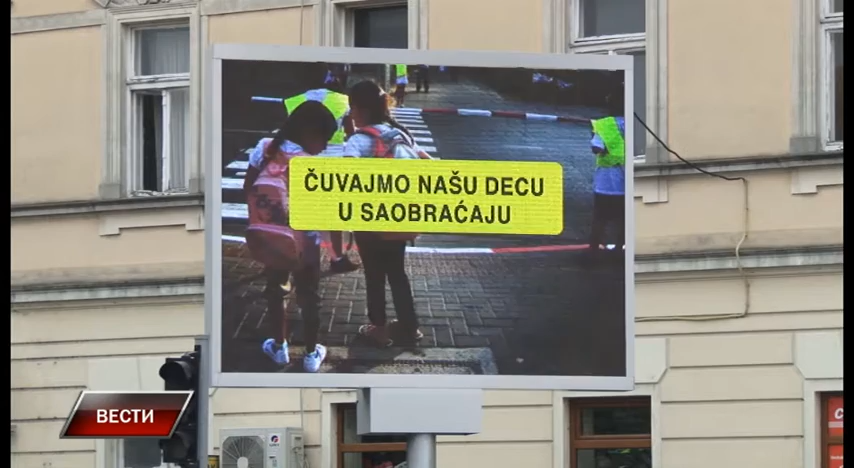 ČUVAJMO NAŠU DECU
U SAOBRAĆAJU
ВЕСТИ